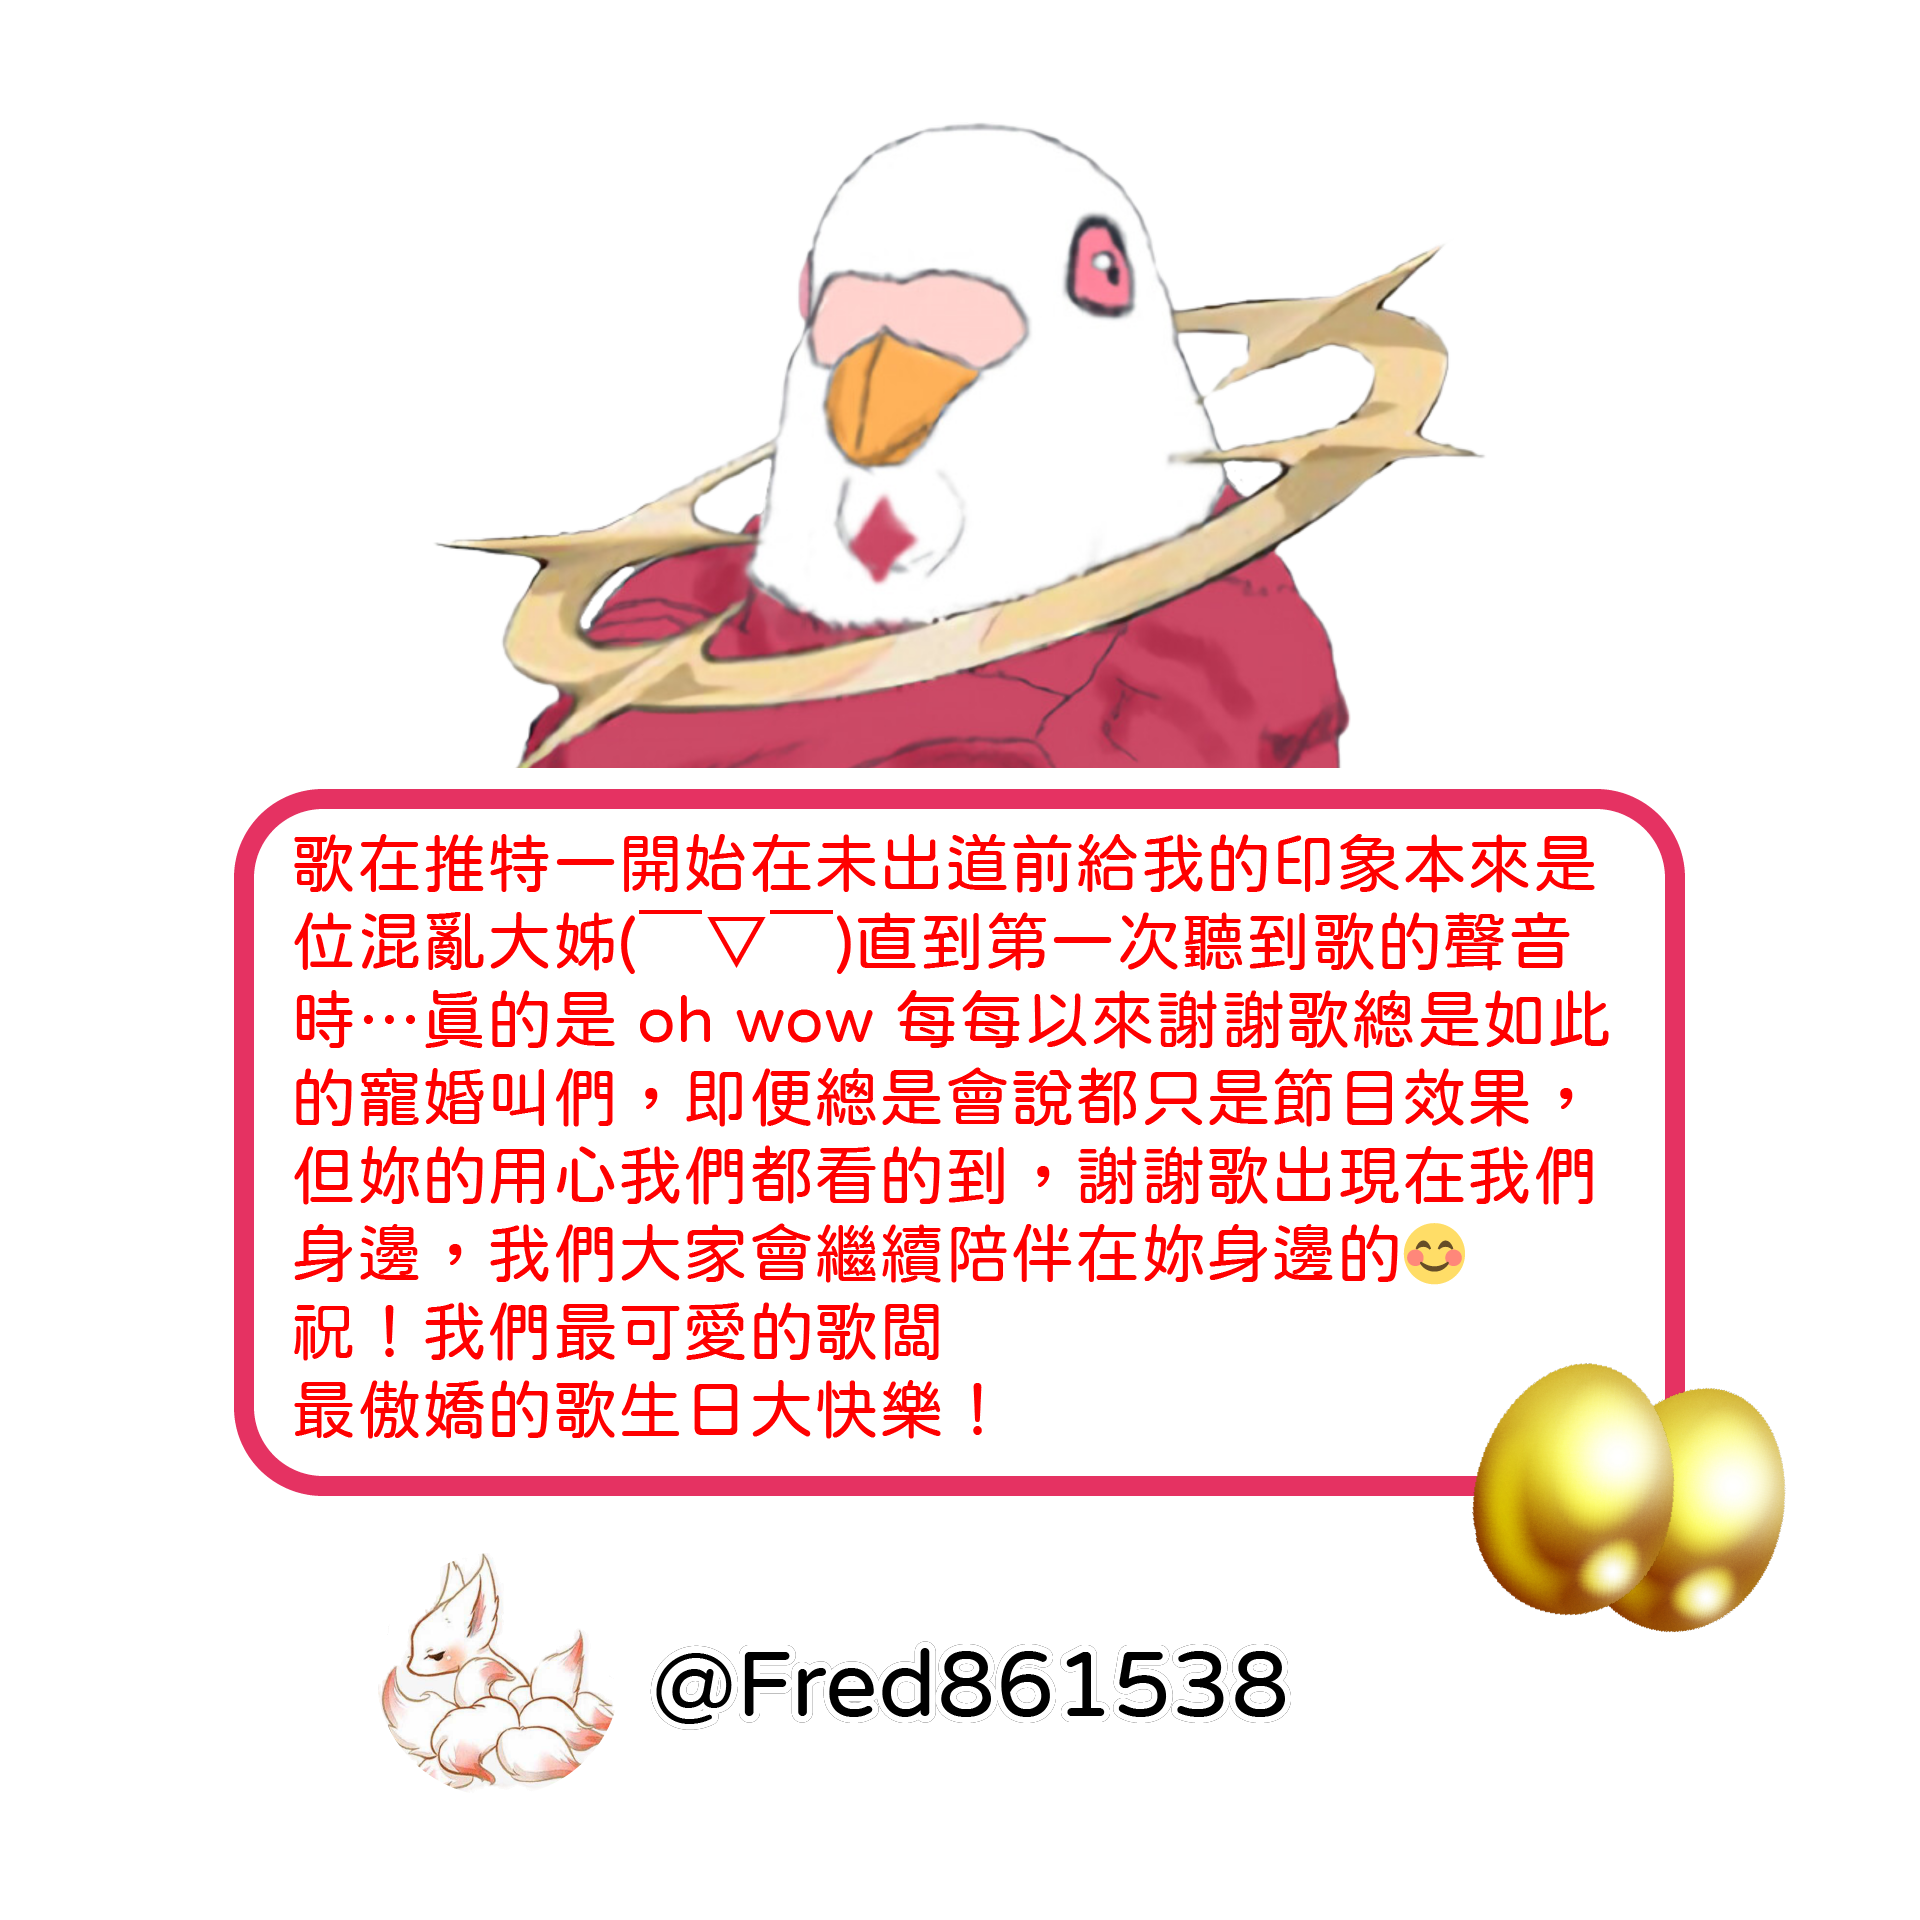 歌在推特一開始在未出道前給我的印象本來是
位混亂大姊(￣▽￣)直到第一次聽到歌的聲音
時…真的是 oh wow 每每以來謝謝歌總是如此
的寵婚叫們，即便總是會說都只是節目效果，
但妳的用心我們都看的到，謝謝歌出現在我們
身邊，我們大家會繼續陪伴在妳身邊的😊
祝！我們最可愛的歌闆
最傲嬌的歌生日大快樂！
@Fred861538